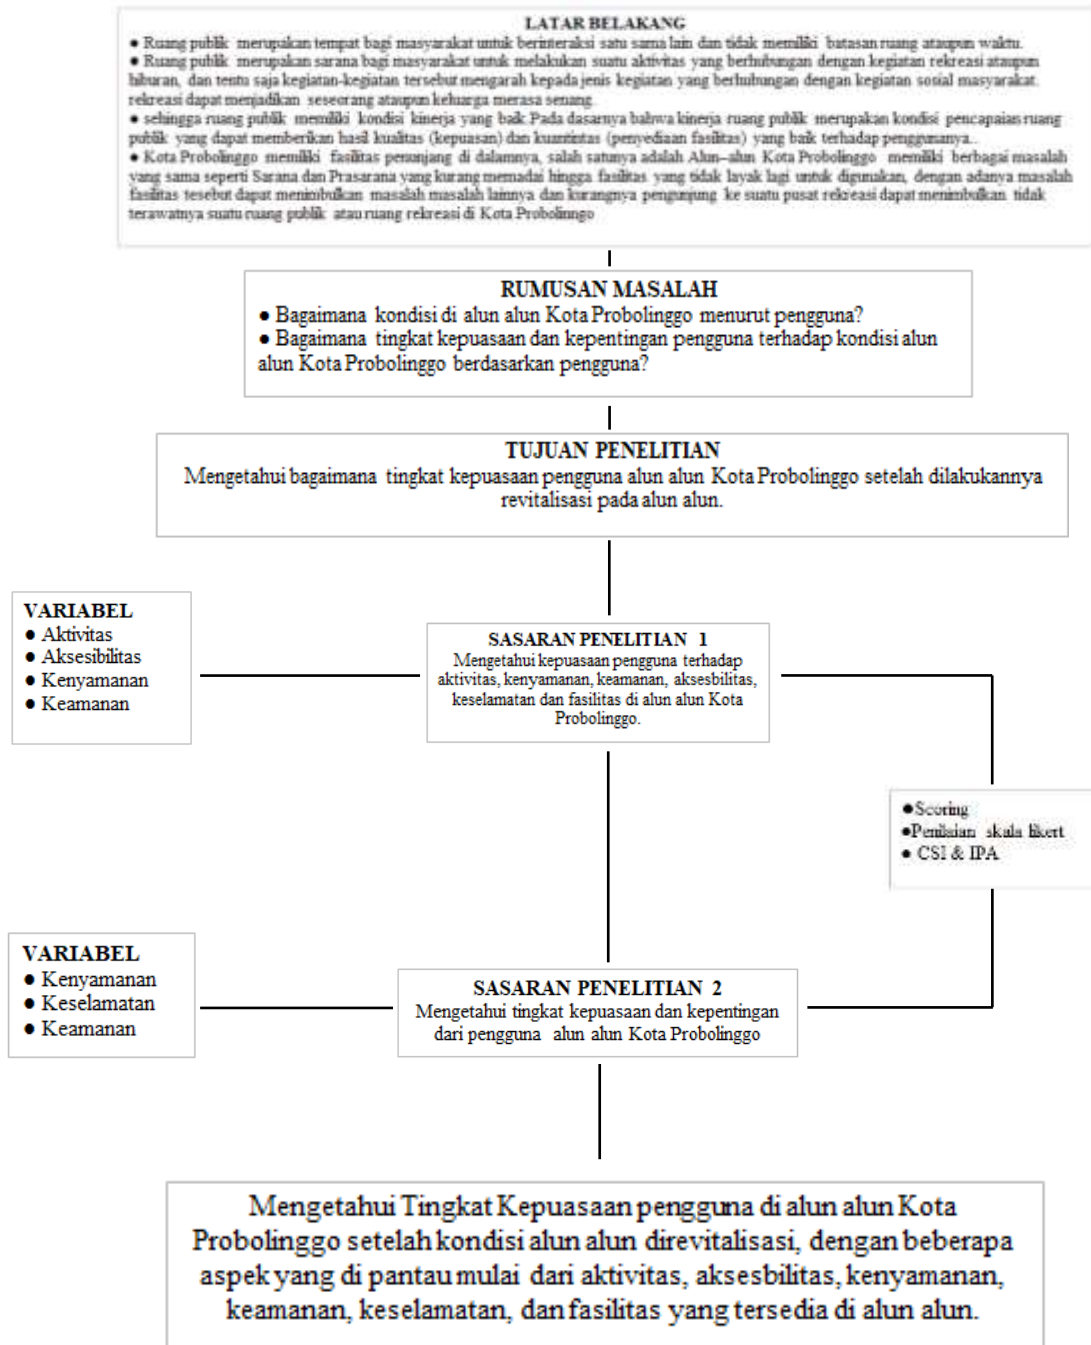 LATAR BELAKANG
● Ruang publik merupakan tempat bagi masyarakat untuk berinteraksi satu sama lain dan tidak memiliki batasan ruang ataupun waktu.
● Ruang publik merupakan sarana bagi masyarakat untuk melakukan suatu aktivitas yang berhubungan dengan kegiatan rekreasi ataupun
hiburan, dan tentu saja kegiatan-kegiatan tersebut mengarah kepada jenis kegiatan yang berhubungan dengan kegiatan sosial masyarakat.
rekreasi dapat menjadikan seseorang ataupun keluarga merasa senang.
● sehingga ruang publik memiliki kondisi kinerja yang baik. Pada dasarnya bahwa kinerja ruang publik merupakan kondisi pencapaian ruang
publik yang dapat memberikan hasil kualitas (kepuasan) dan kuantintas (penyediaan fasilitas) yang baik terhadap penggunanya..
● Kota Probolinggo memiliki fasilitas penunjang di dalamnya, salah satunya adalah Alun–alun Kota Probolinggo memiliki berbagai masalah
yang sama seperti Sarana dan Prasarana yang kurang memadai hingga fasilitas yang tidak layak lagi untuk digunakan, dengan adanya masalah
fasilitas tesebut dapat menimbulkan masalah masalah lainnya dan kurangnya pengunjung ke suatu pusat rekreasi dapat menimbulkan tidak
terawatnya suatu ruang publik atau ruang rekreasi di Kota Probolinngo
RUMUSAN MASALAH
● Bagaimana kondisi di alun alun Kota Probolinggo menurut pengguna?
● Bagaimana tingkat kepuasaan dan kepentingan pengguna terhadap kondisi alun
alun Kota Probolinggo berdasarkan pengguna?
TUJUAN PENELITIAN
Mengetahui bagaimana tingkat kepuasaan pengguna alun alun Kota Probolinggo setelah dilakukannya
revitalisasi pada alun alun.
VARIABEL
● Aktivitas
● Aksesibilitas
● Kenyamanan
● Keamanan
SASARAN PENELITIAN 1
Mengetahui kepuasaan pengguna terhadap
aktivitas, kenyamanan, keamanan, aksesbilitas,
keselamatan dan fasilitas di alun alun Kota
Probolinggo.
●Scoring
●Penilaian skala likert
● CSI & IPA
VARIABEL
● Kenyamanan
● Keselamatan
● Keamanan
SASARAN PENELITIAN 2
Mengetahui tingkat kepuasaan dan kepentingan
dari pengguna alun alun Kota Probolinggo
Mengetahui Tingkat Kepuasaan pengguna di alun alun Kota
Probolinggo setelah kondisi alun alun direvitalisasi, dengan beberapa
aspek yang di pantau mulai dari aktivitas, aksesbilitas, kenyamanan,
keamanan, keselamatan, dan fasilitas yang tersedia di alun alun.